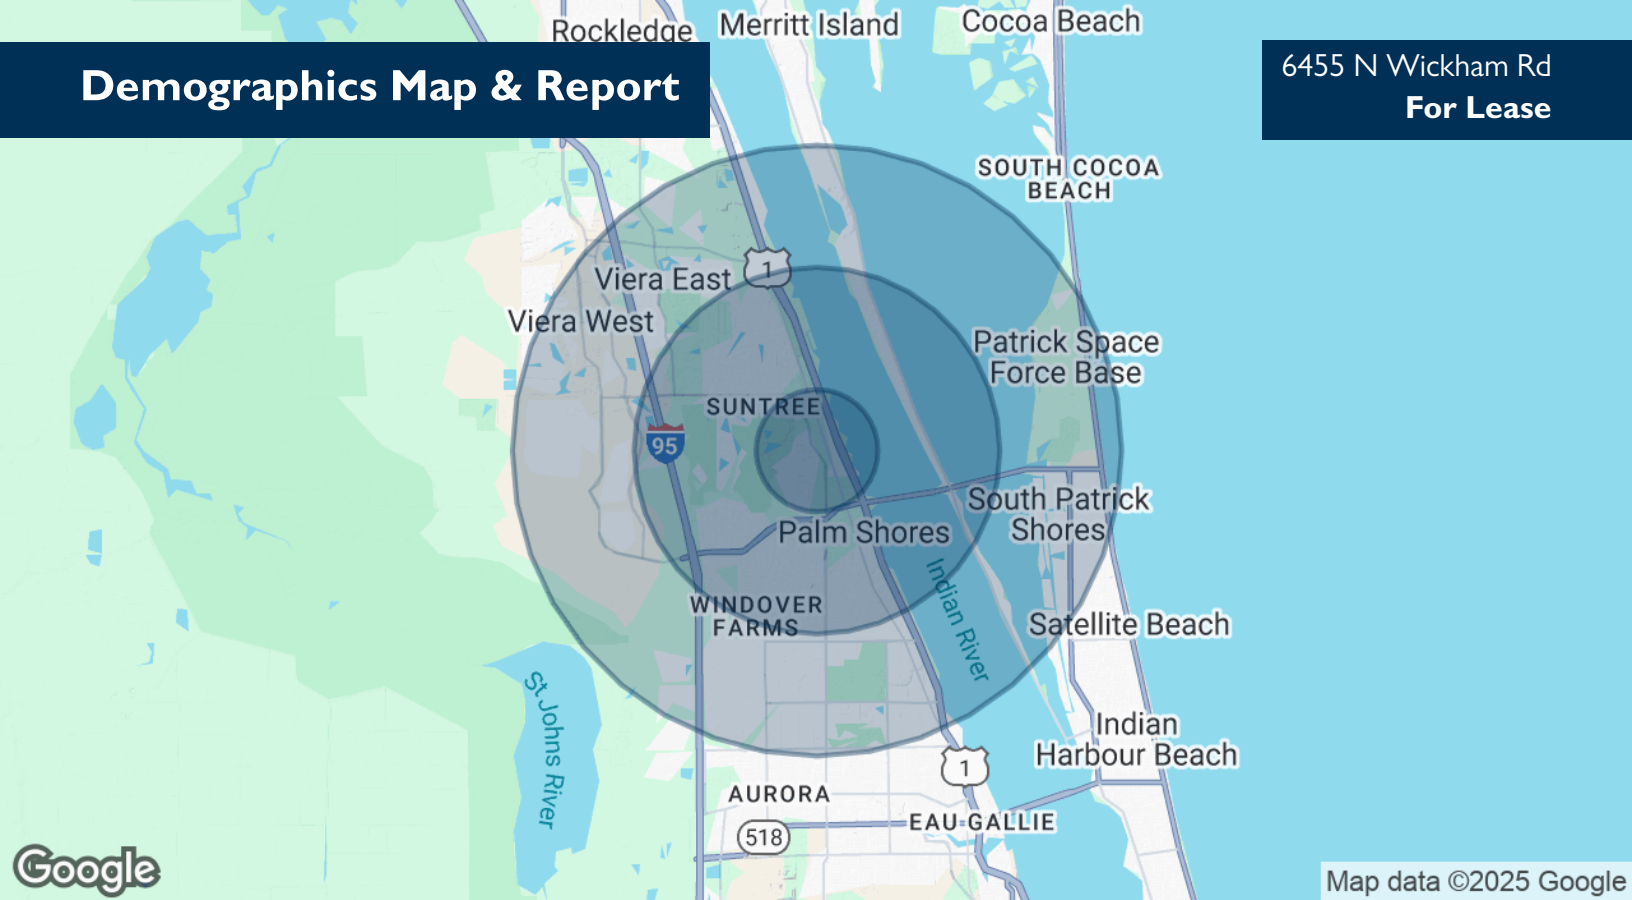 Rockledge
Merritt Island
Cocoa Beach
Demographics Map & Report
6455 N Wickham Rd
For Lease
SOUTH COCOA
BEACH
1
Viera East
Viera West
Patrick Space
Force Base
SUNTREE
95
South Patrick
Shores
Palm Shores
Indian River
WINDOVER
FARMS
Satellite Beach
St Johns River
Indian
Harbour Beach
1
AURORA
EAU GALLIE
518
Google
Map data ©2025 Google